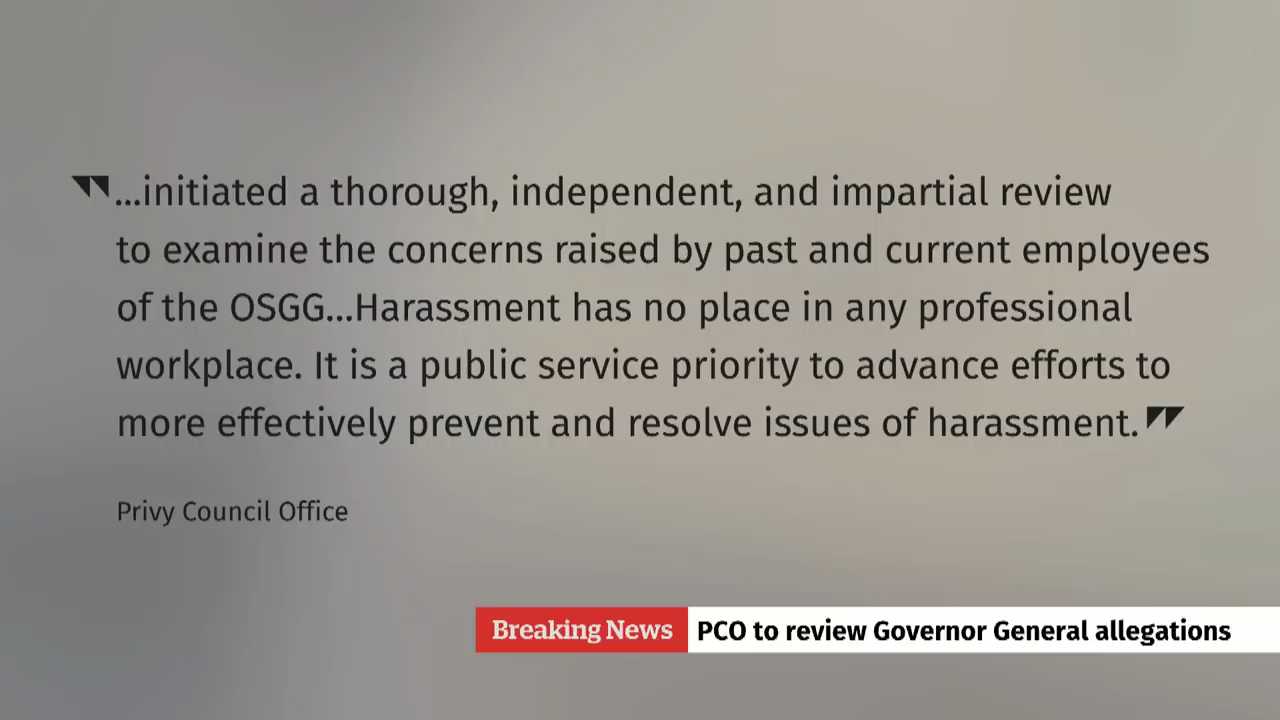 ...initiated a thorough, independent, and impartial review
to examine the concerns raised by past and current employees
of the OSGG...Harassment has no place in any professional
workplace. It is a public service priority to advance efforts to
more effectively prevent and resolve issues of harassment.
Privy Council Office
Breaking News PCO to review Governor General allegations